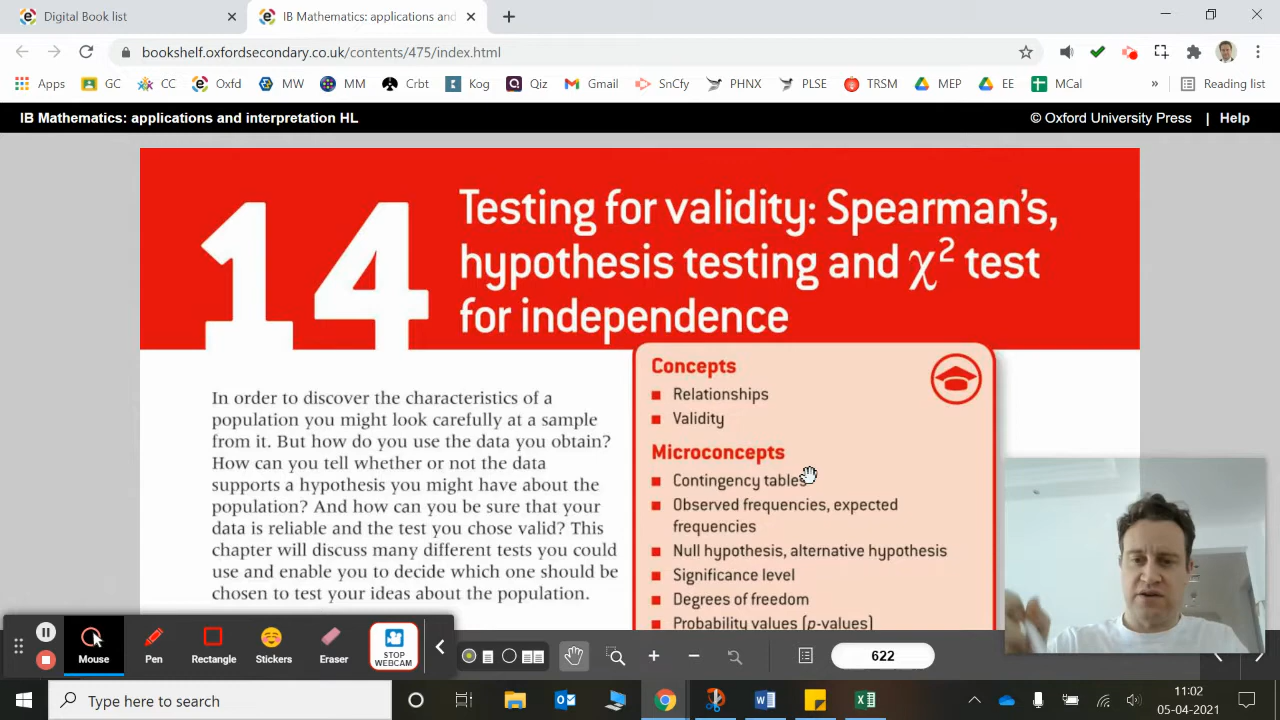 Digital Book list
IB Mathematics: applications and
bookshelf.oxfordsecondary.co.uk/contents/475/index.html
Apps GC CC Oxfd MW MM Crbt Kog Qiz Gmail SnCfy PHNX PLSE TRSM MEP EE MCal » Reading list
IB Mathematics: applications and interpretation HL
© Oxford University Press | Help
14
Testing for validity: Spearman's,
hypothesis testing and χ² test
for independence
In order to discover the characteristics of a
population you might look carefully at a sample
from it. But how do you use the data you obtain?
How can you tell whether or not the data
supports a hypothesis you might have about the
population? And how can you be sure that your
data is reliable and the test you chose valid? This
chapter will discuss many different tests you could
use and enable you to decide which one should be
chosen to test your ideas about the population.
Concepts
Relationships
Validity
Microconcepts
Contingency tables
Observed frequencies, expected
frequencies
Null hypothesis, alternative hypothesis
Significance level
Degrees of freedom
Probability values (p-values)
Mouse Pen Rectangle Stickers Eraser STOP WEBCAM
622
Type here to search
11:02
05-04-2021